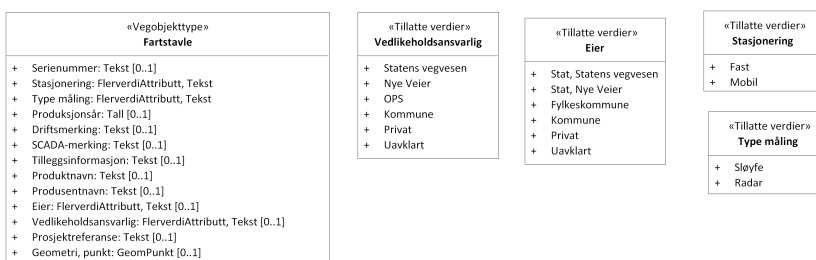 «Vegobjekttype»
Fartstavle
+ Serienummer: Tekst [0..1]
+ Stasjonering: FlerverdiAttributt, Tekst
+ Type måling: FlerverdiAttributt, Tekst
+ Produksjonsår: Tall [0..1]
+ Driftsmerking: Tekst [0..1]
+ SCADA-merking: Tekst [0..1]
+ Tilleggsinformasjon: Tekst [0..1]
+ Produktnavn: Tekst [0..1]
+ Produsentnavn: Tekst [0..1]
+ Eier: FlerverdiAttributt, Tekst [0..1]
+ Vedlikeholdsansvarlig: FlerverdiAttributt, Tekst [0..1]
+ Prosjektreferanse: Tekst [0..1]
+ Geometri, punkt: GeomPunkt [0..1]
«Tillatte verdier»
Vedlikeholdsansvarlig
+ Statens vegvesen
+ Nye Veier
+ OPS
+ Kommune
+ Privat
+ Uavklart
«Tillatte verdier»
Eier
+ Stat, Statens vegvesen
+ Stat, Nye Veier
+ Fylkeskommune
+ Kommune
+ Privat
+ Uavklart
«Tillatte verdier»
Stasjonering
+ Fast
+ Mobil
«Tillatte verdier»
Type måling
+ Sløyfe
+ Radar